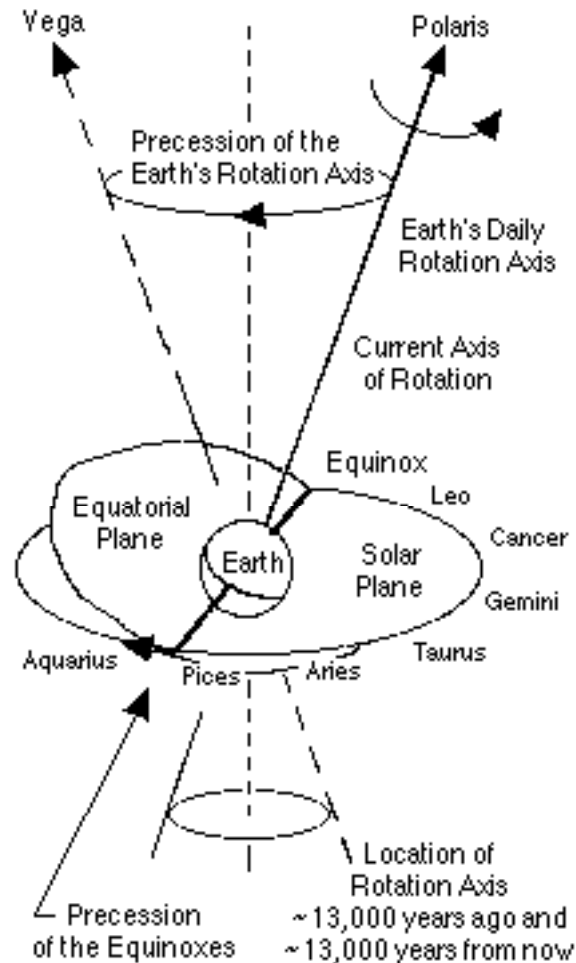 Vega
Polaris
Precession of the
Earth's Rotation Axis
Earth's Daily
Rotation Axis
Current Axis
of Rotation
Equinox
Leo
Equatorial
Plane
Cancer
Earth
Solar
Plane
Gemini
Aquarius
Pices
Aries
Taurus
Location of
Rotation Axis
~13,000 years ago and
~13,000 years from now
Precession
of the Equinoxes